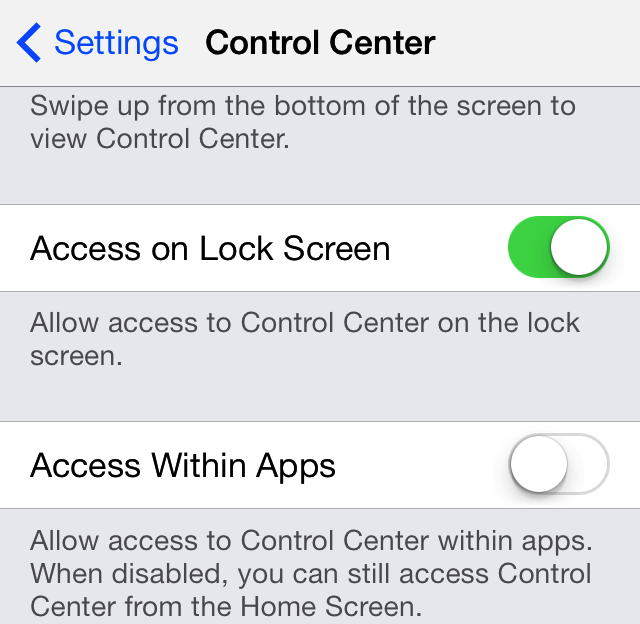 Settings Control Center
Swipe up from the bottom of the screen to
view Control Center.
Access on Lock Screen
Allow access to Control Center on the lock
screen.
Access Within Apps
Allow access to Control Center within apps.
When disabled, you can still access Control
Center from the Home Screen.